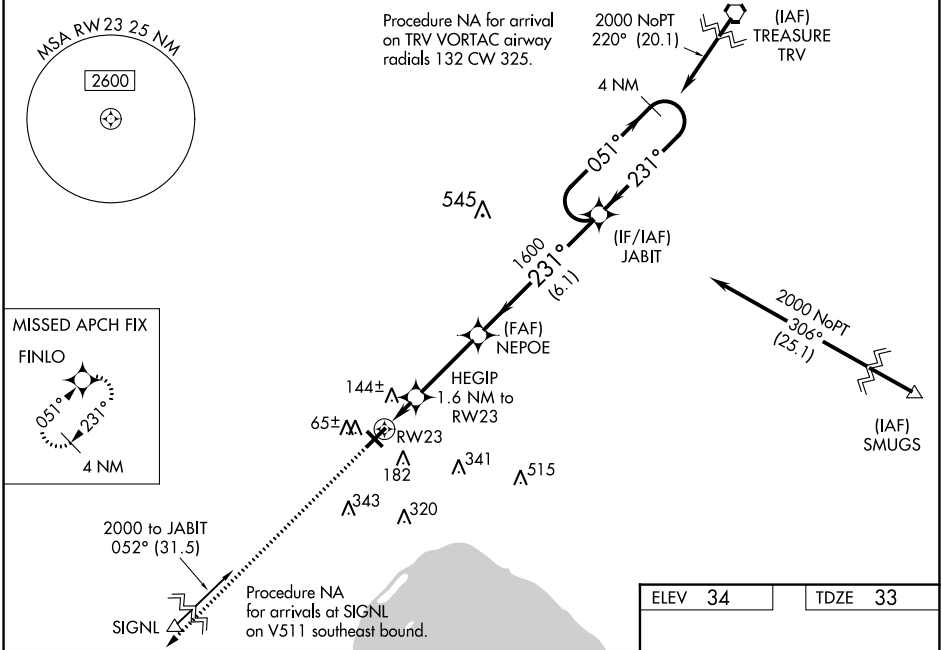 MSA RW 23 25 NM
2600
Procedure NA for arrival
on TRV VORTAC airway
radials 132 CW 325.
2000 NoPT
220° (20.1)
(IAF)
TREASURE
TRV
4 NM
051°
231°
545
(IF/IAF)
JABIT
1600
231°
(6.1)
2000 NoPT
306°
(25.1)
(IAF)
SMUGS
MISSED APCH FIX
FINLO
051°
231°
4 NM
(FAF)
NEPOE
HEGIP
1.6 NM to
RW23
144±
65±
RW23
182
341
515
343
320
2000 to JABIT
052° (31.5)
SIGNL
Procedure NA
for arrivals at SIGNL
on V511 southeast bound.
ELEV 34
TDZE 33